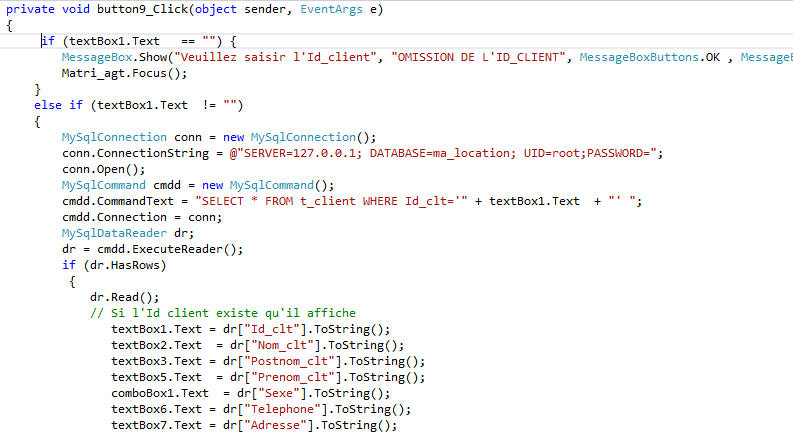 private void button9_Click(object sender, EventArgs e)
{
if (textBox1.Text == "") {
MessageBox.Show("Veuillez saisir l'Id_client", "OMISSION DE L'ID_CLIENT", MessageBoxButtons.OK , MessageB
Matri_agt.Focus();
}
else if (textBox1.Text != "")
{
MySqlConnection conn = new MySqlConnection();
conn.ConnectionString = @"SERVER=127.0.0.1; DATABASE=ma_location; UID=root;PASSWORD=";
conn.Open();
MySqlCommand cmdd = new MySqlCommand();
cmdd.CommandText = "SELECT * FROM t_client WHERE Id_clt='" + textBox1.Text + "' ";
cmdd.Connection = conn;
MySqlDataReader dr;
dr = cmdd.ExecuteReader();
if (dr.HasRows)
{
dr.Read();
// Si l'Id client existe qu'il affiche
textBox1.Text = dr["Id_clt"].ToString();
textBox2.Text = dr["Nom_clt"].ToString();
textBox3.Text = dr["Postnom_clt"].ToString();
textBox5.Text = dr["Prenom_clt"].ToString();
comboBox1.Text = dr["Sexe"].ToString();
textBox6.Text = dr["Telephone"].ToString();
textBox7.Text = dr["Adresse"].ToString();